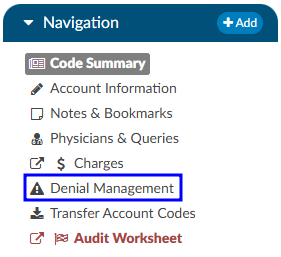 Navigation
+ Add
Code Summary
Account Information
Notes & Bookmarks
Physicians & Queries
$ Charges
Denial Management
Transfer Account Codes
Audit Worksheet